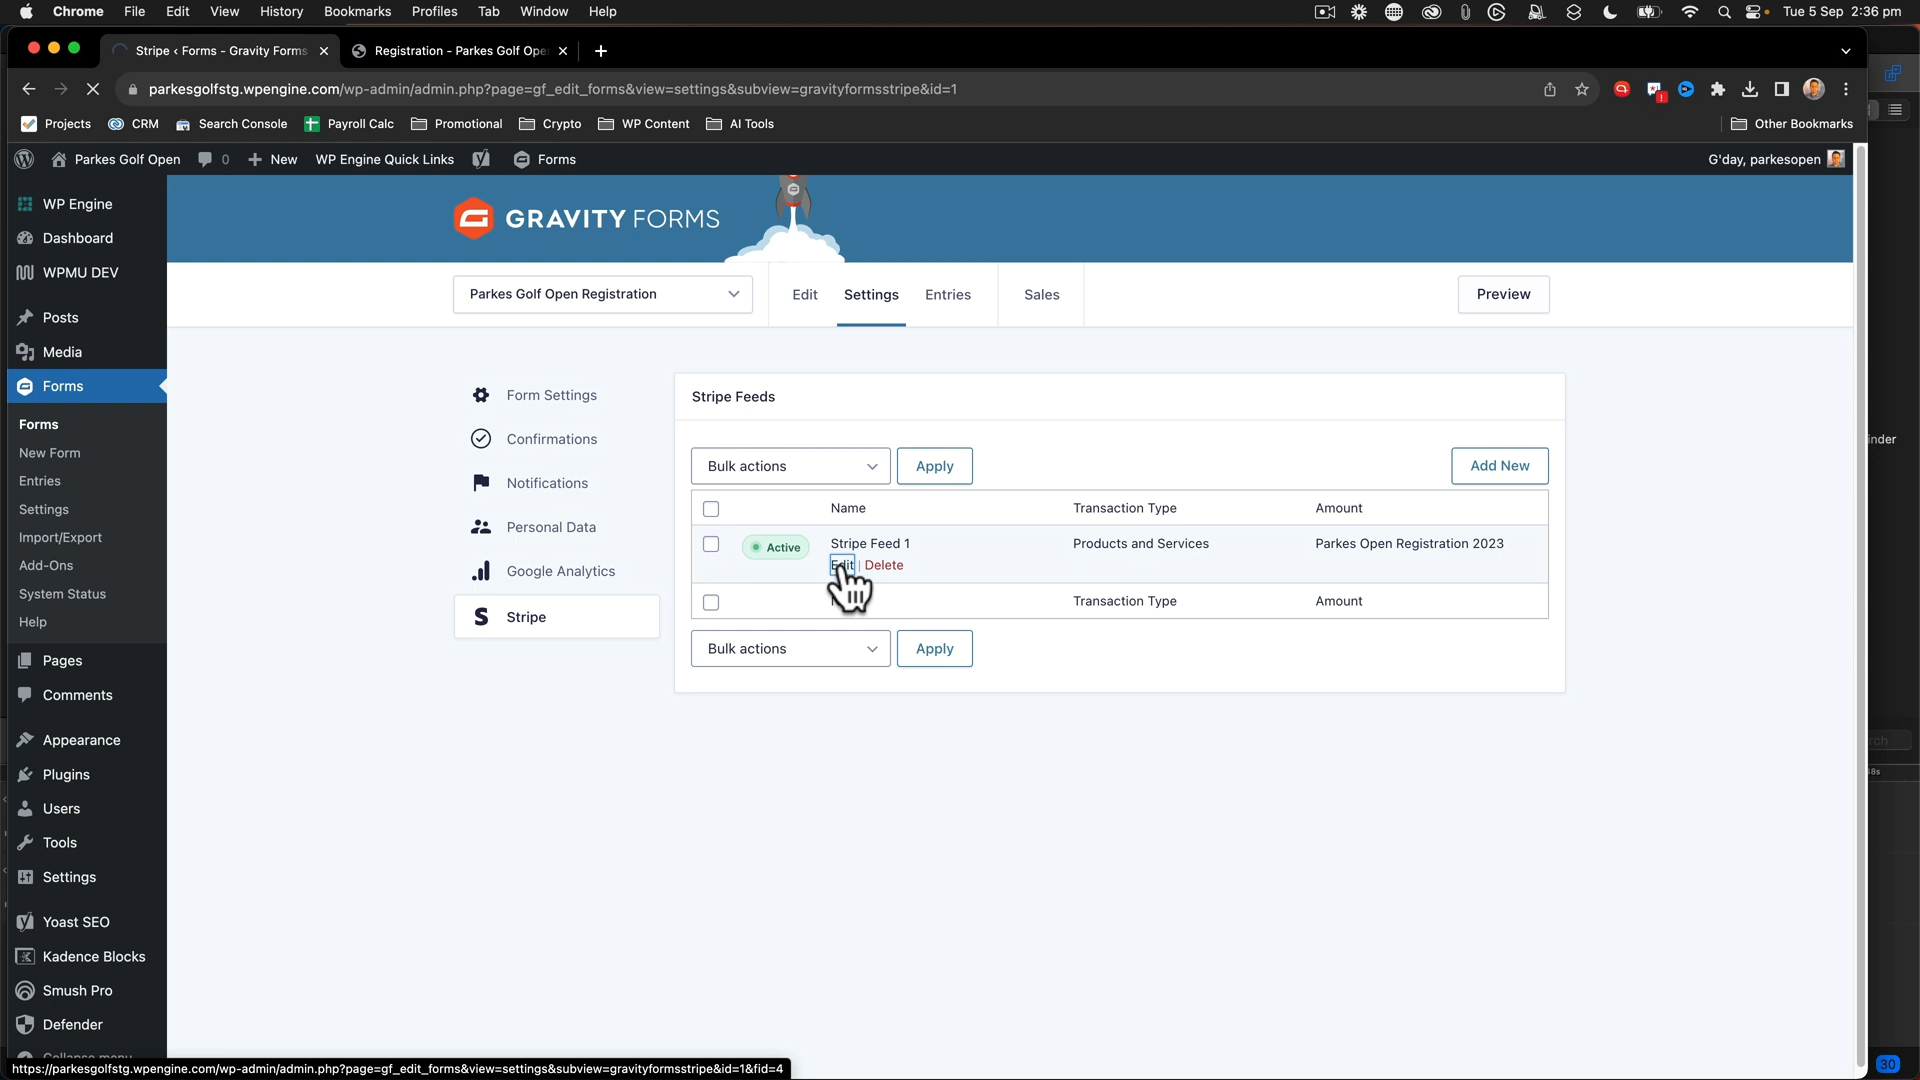 Chrome File Edit View History Bookmarks Profiles Tab Window Help Tue 5 Sep 2:36 pm
Stripe ‹ Forms - Gravity Forms Registration - Parkes Golf Ope
parkesgolfstg.wpengine.com/wp-admin/admin.php?page=gf_edit_forms&view=settings&subview=gravityformsstripe&id=1
Projects CRM Search Console Payroll Calc Promotional Crypto WP Content AI Tools Other Bookmarks
Parkes Golf Open 0 New WP Engine Quick Links Forms G'day, parkesopen
WP Engine
Dashboard
WPMU DEV
Posts
Media
Forms
Forms
New Form
Entries
Settings
Import/Export
Add-Ons
System Status
Help
Pages
Comments
Appearance
Plugins
Users
Tools
Settings
Yoast SEO
Kadence Blocks
Smush Pro
Defender
Collapse menu
GRAVITY FORMS
Parkes Golf Open Registration Edit Settings Entries Sales Preview
Form Settings
Confirmations
Notifications
Personal Data
Google Analytics
Stripe
Stripe Feeds
Bulk actions Apply Add New
Name Transaction Type Amount
Active Stripe Feed 1 Products and Services Parkes Open Registration 2023
Edit | Delete
Transaction Type Amount
Bulk actions Apply
https://parkesgolfstg.wpengine.com/wp-admin/admin.php?page=gf_edit_forms&view=settings&subview=gravityformsstripe&id=1&fid=4
30